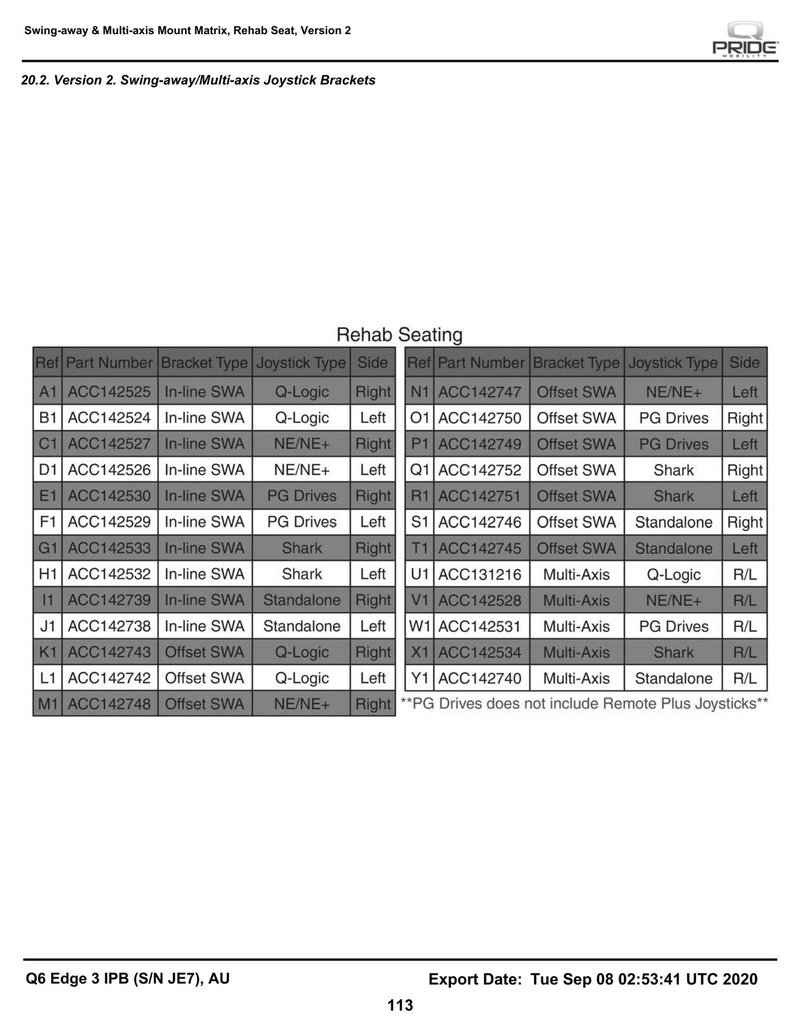 Swing-away & Multi-axis Mount Matrix, Rehab Seat, Version 2
Q
PRIDE
MOBILITY
20.2. Version 2. Swing-away/Multi-axis Joystick Brackets
Rehab Seating
Ref Part Number Bracket Type Joystick Type Side
A1 ACC142525 In-line SWA Q-Logic Right
B1 ACC142524 In-line SWA Q-Logic Left
C1 ACC142527 In-line SWA NE/NE+ Right
D1 ACC142526 In-line SWA NE/NE+ Left
E1 ACC142530 In-line SWA PG Drives Right
F1 ACC142529 In-line SWA PG Drives Left
G1 ACC142533 In-line SWA Shark Right
H1 ACC142532 In-line SWA Shark Left
I1 ACC142739 In-line SWA Standalone Right
J1 ACC142738 In-line SWA Standalone Left
K1 ACC142743 Offset SWA Q-Logic Right
L1 ACC142742 Offset SWA Q-Logic Left
M1 ACC142748 Offset SWA NE/NE+ Right
Ref Part Number Bracket Type Joystick Type Side
N1 ACC142747 Offset SWA NE/NE+ Left
O1 ACC142750 Offset SWA PG Drives Right
P1 ACC142749 Offset SWA PG Drives Left
Q1 ACC142752 Offset SWA Shark Right
R1 ACC142751 Offset SWA Shark Left
S1 ACC142746 Offset SWA Standalone Right
T1 ACC142745 Offset SWA Standalone Left
U1 ACC131216 Multi-Axis Q-Logic R/L
V1 ACC142528 Multi-Axis NE/NE+ R/L
W1 ACC142531 Multi-Axis PG Drives R/L
X1 ACC142534 Multi-Axis Shark R/L
Y1 ACC142740 Multi-Axis Standalone R/L
**PG Drives does not include Remote Plus Joysticks**
Q6 Edge 3 IPB (S/N JE7), AU
Export Date: Tue Sep 08 02:53:41 UTC 2020
113